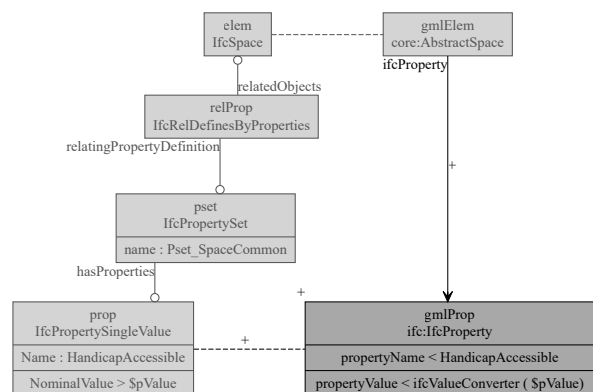 elem
IfcSpace
gmlElem
core:AbstractSpace
ifcProperty
relatedObjects
relProp
IfcRelDefinesByProperties
relatingPropertyDefinition
+
pset
IfcPropertySet
name : Pset_SpaceCommon
hasProperties
+
prop
IfcPropertySingleValue
Name : HandicapAccessible
NominalValue > $pValue
+
gmlProp
ifc:IfcProperty
propertyName < HandicapAccessible
propertyValue < ifcValueConverter ( $pValue)